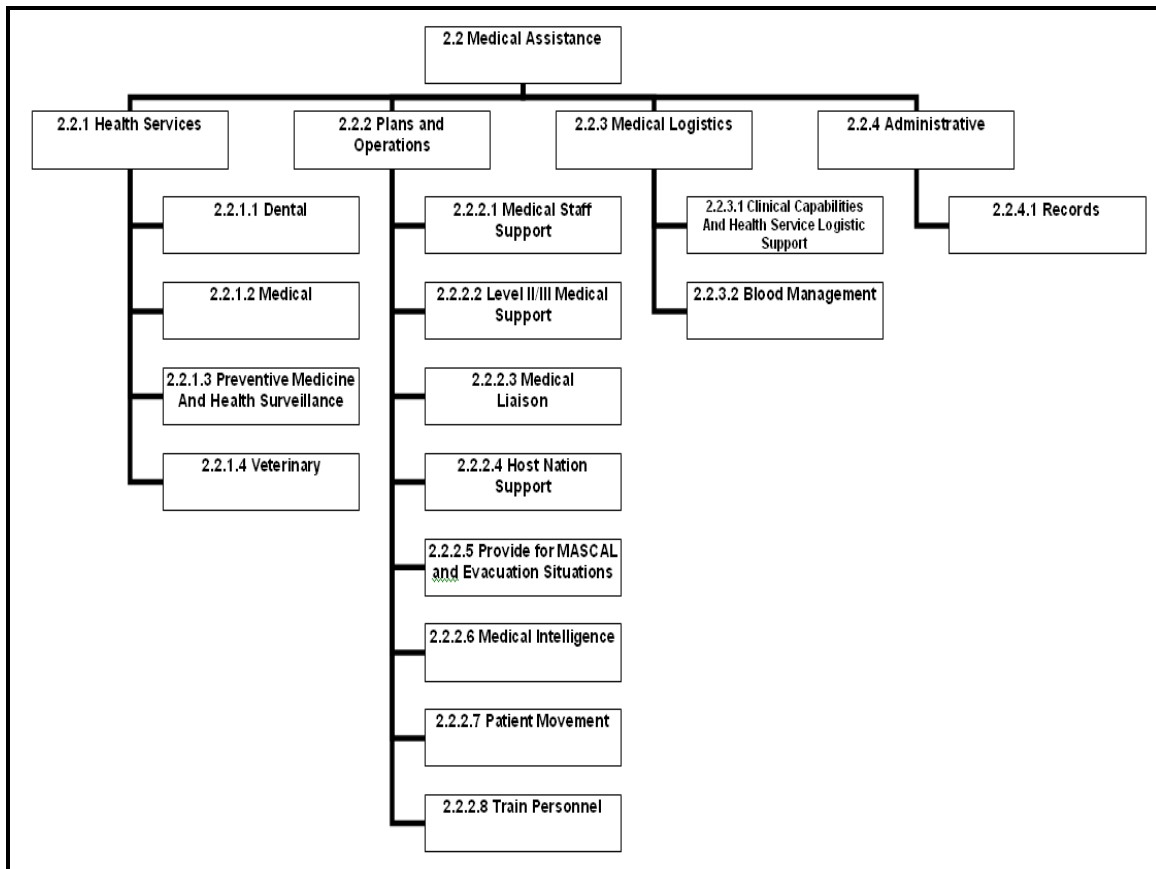 2.2 Medical Assistance
2.2.1 Health Services
2.2.2 Plans and
Operations
2.2.3 Medical Logistics
2.2.4 Administrative
2.2.1.1 Dental
2.2.1.2 Medical
2.2.1.3 Preventive Medicine
And Health Surveillance
2.2.1.4 Veterinary
2.2.2.1 Medical Staff
Support
2.2.2.2 Level II/III Medical
Support
2.2.2.3 Medical
Liaison
2.2.2.4 Host Nation
Support
2.2.2.5 Provide for MASCAL
and Evacuation Situations
2.2.2.6 Medical Intelligence
2.2.2.7 Patient Movement
2.2.2.8 Train Personnel
2.2.3.1 Clinical Capabilities
And Health Service Logistic
Support
2.2.3.2 Blood Management
2.2.4.1 Records